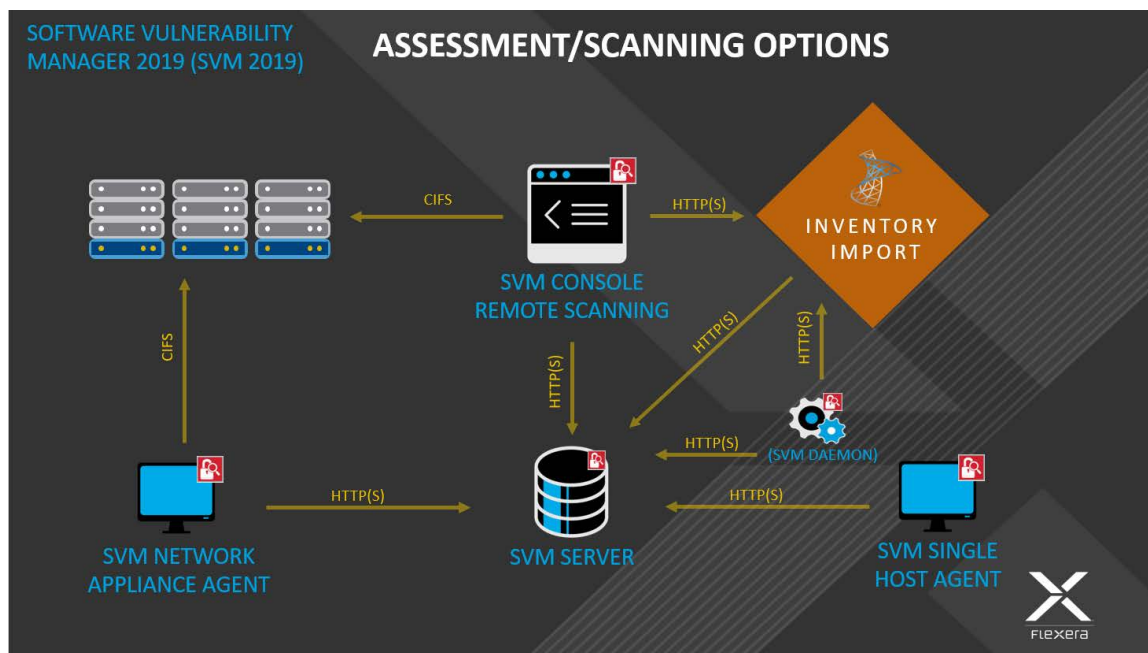 SOFTWARE VULNERABILITY
MANAGER 2019 (SVM 2019)
ASSESSMENT/SCANNING OPTIONS
CIFS
HTTP(S)
INVENTORY
IMPORT
SVM CONSOLE
REMOTE SCANNING
CIFS
HTTP(S)
HTTP(S)
HTTP(S)
HTTP(S)
(SVM DAEMON)
HTTP(S)
HTTP(S)
SVM NETWORK
APPLIANCE AGENT
SVM SERVER
SVM SINGLE
HOST AGENT
FLexera